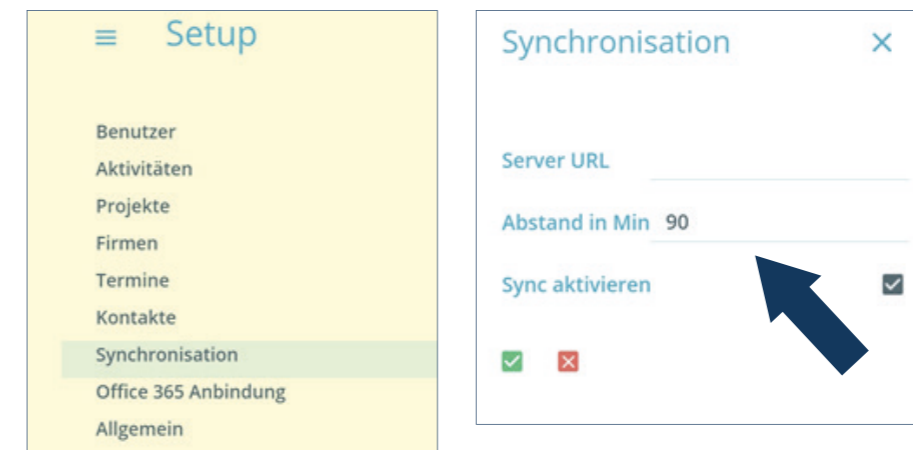 Setup
Benutzer
Aktivitäten
Projekte
Firmen
Termine
Kontakte
Synchronisation
Office 365 Anbindung
Allgemein
Synchronisation
Server URL
Abstand in Min 90
Sync aktivieren